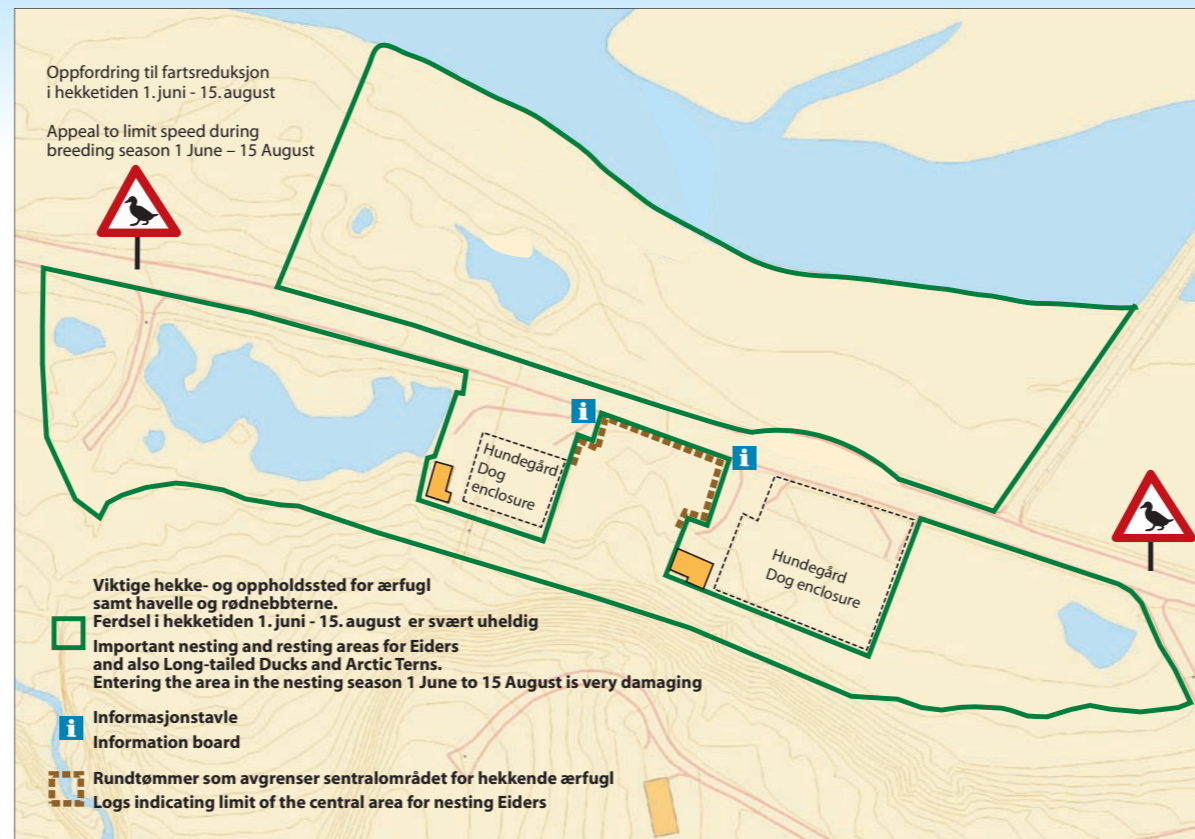 Oppfordring til fartsreduksjon
i hekketiden 1. juni - 15. august
Appeal to limit speed during
breeding season 1 June – 15 August
i
i
Hundegård
Dog
enclosure
Hundegård
Dog enclosure
Viktige hekke- og oppholdssted for ærfugl
samt havelle og rødnebbterne.
Ferdsel i hekketiden 1. juni - 15. august er svært uheldig
Important nesting and resting areas for Eiders
and also Long-tailed Ducks and Arctic Terns.
Entering the area in the nesting season 1 June to 15 August is very damaging
i
Informasjonstavle
Information board
Rundtømmer som avgrenser sentralområdet for hekkende ærfugl
Logs indicating limit of the central area for nesting Eiders